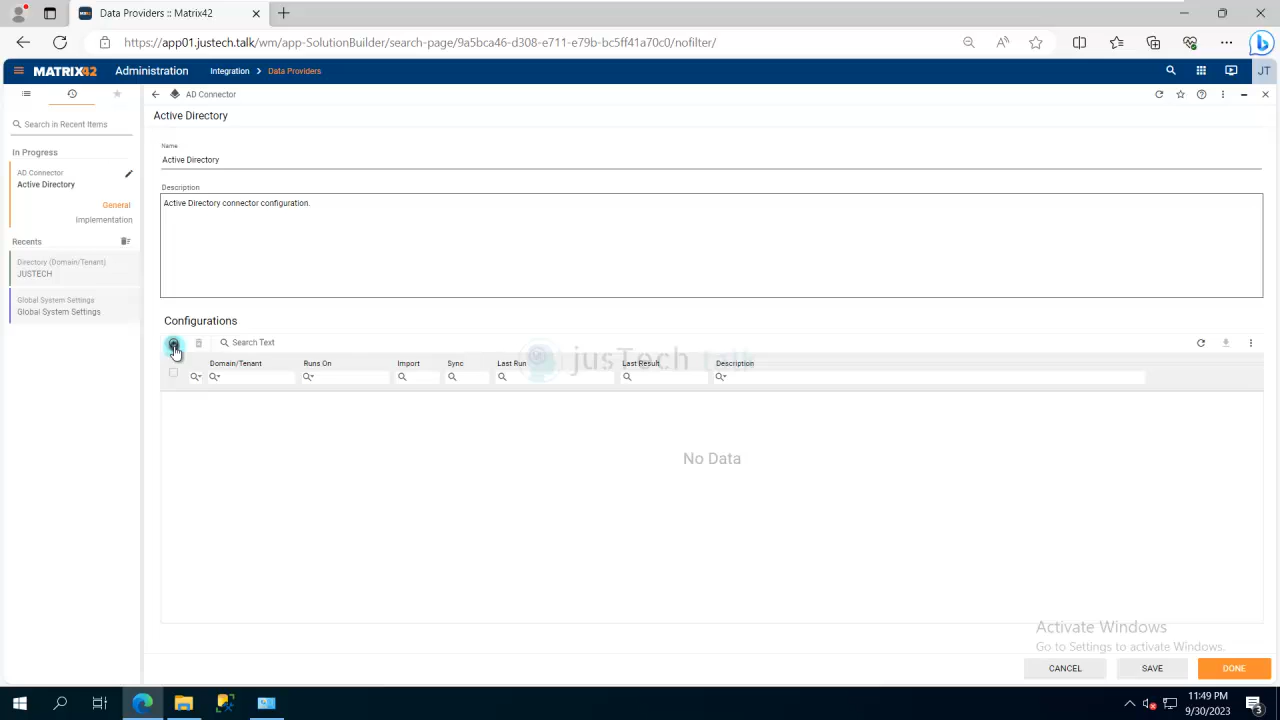 Data Providers :: Matrix42
https://app01.justech.talk/wm/app-SolutionBuilder/search-page/9a5bca46-d308-e711-e79b-bc5ff41a70c0/nofilter/
MATRIX42 Administration Integration > Data Providers JT
AD Connector
Active Directory
Search in Recent Items
In Progress
AD Connector
Active Directory
General
implementation
Recents
Directory (Domain/Tenant)
JUSTECH
Global System Settings
Global System Settings
Name
Active Directory
Description
Active Directory connector configuration.
Configurations
Search Text
Domain/Tenant Runs On Import Sync Last Run Last Result Description
jusTech talk
No Data
Activate Windows
Go to Settings to activate Windows.
CANCEL SAVE DONE
11:49 PM
9/30/2023
3